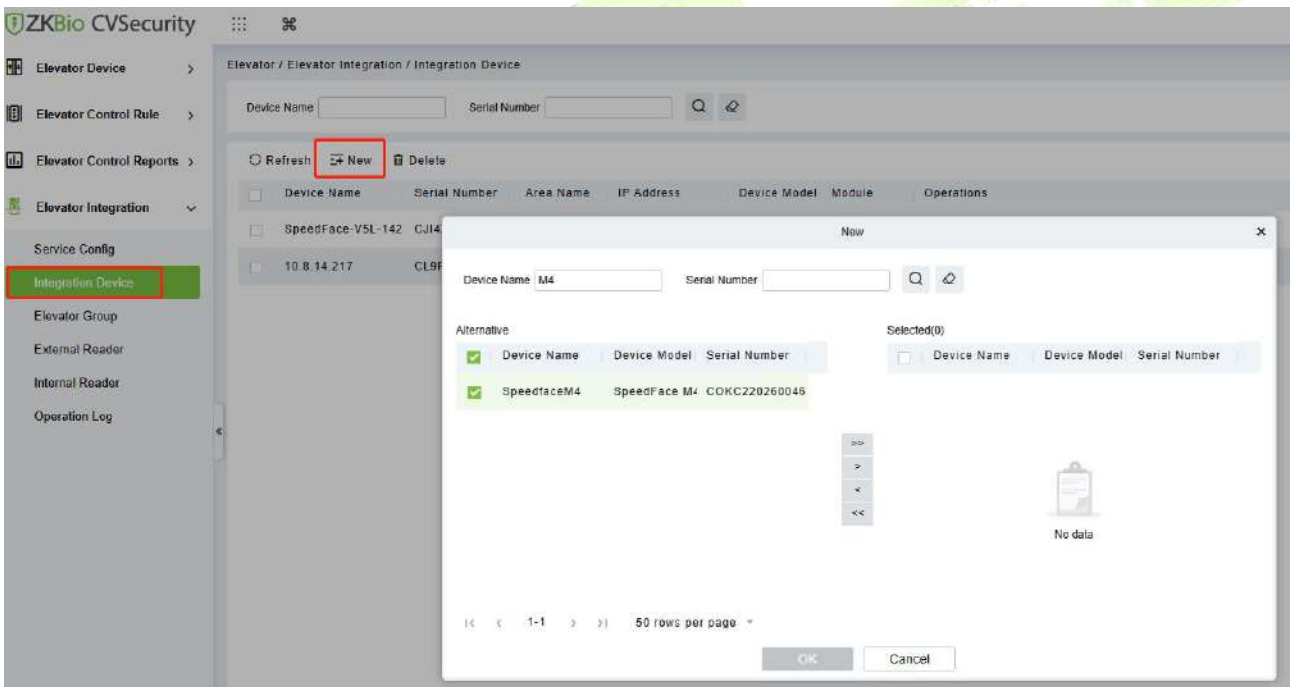 ZKBio CVSecurity
Elevator Device
Elevator Control Rule
Elevator Control Reports
Elevator Integration
Service Config
Integration Device
Elevator Group
External Reader
Internal Reader
Operation Log
Elevator / Elevator Integration / Integration Device
Device Name Serial Number
Refresh New Delete
Device Name Serial Number Area Name IP Address Device Model Module Operations
SpeedFace-V5L-142 CJI4
10.8.14.217 CL9F
New
Device Name M4 Serial Number
Alternative
Device Name Device Model Serial Number
SpeedfaceM4 SpeedFace M4 COKC220260046
Selected(0)
Device Name Device Model Serial Number
>>
>
<
<<
No data
1-1 50 rows per page
OK Cancel